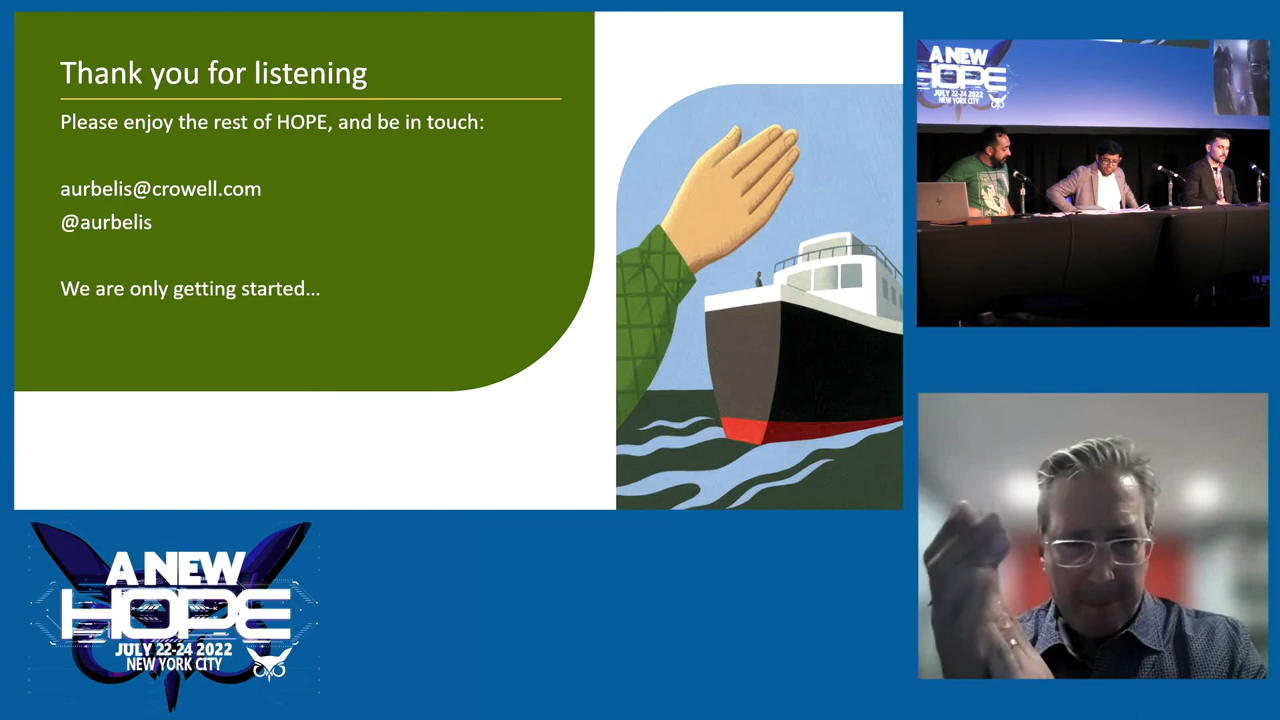 Thank you for listening
Please enjoy the rest of HOPE, and be in touch:
aurbelis@crowell.com
@aurbelis
We are only getting started...
A NEW
HOPE
JULY 22-24 2022
NEW YORK CITY
A NEW
HOPE
JULY 22-24 2022
NEW YORK CITY